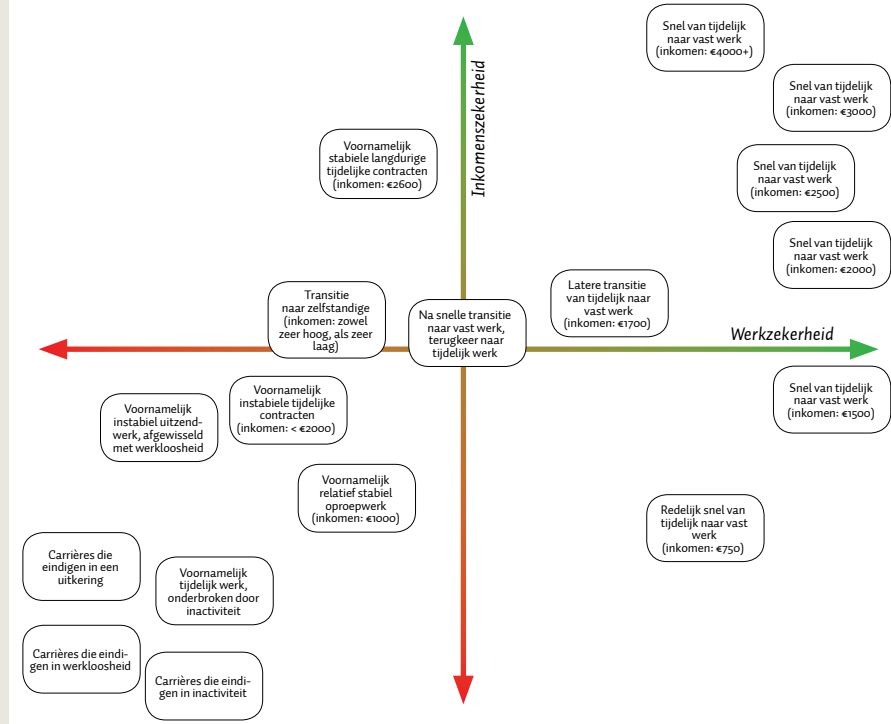 Snel van tijdelijk
naar vast werk
(inkomen: €4000+)
Inkomenszekerheid
Snel van tijdelijk
naar vast werk
(inkomen: €3000)
Voornamelijk
stabiele langdurige
tijdelijke contracten
(inkomen: €2600)
Snel van tijdelijk
naar vast werk
(inkomen: €2500)
Snel van tijdelijk
naar vast werk
(inkomen: €2000)
Transitie
naar zelfstandige
(inkomen: zowel
zeer hoog, als zeer
laag)
Na snelle transitie
naar vast werk,
terugkeer naar
tijdelijk werk
Latere transitie
van tijdelijk naar
vast werk
(inkomen: €1700)
Werkzekerheid
Voornamelijk
instabiel uitzend-
werk, afgewisseld
met werkloosheid
Voornamelijk
instabiele tijdelijke
contracten
(inkomen: < €2000)
Snel van tijdelijk
naar vast werk
(inkomen: €1500)
Voornamelijk
relatief stabiel
oproepwerk
(inkomen: €1000)
Redelijk snel van
tijdelijk naar vast
werk
(inkomen: €750)
Carrières die
eindigen in een
uitkering
Voornamelijk
tijdelijk werk,
onderbroken door
inactiviteit
Carrières die eindi-
gen in werkloosheid
Carrières die eindi-
gen in inactiviteit